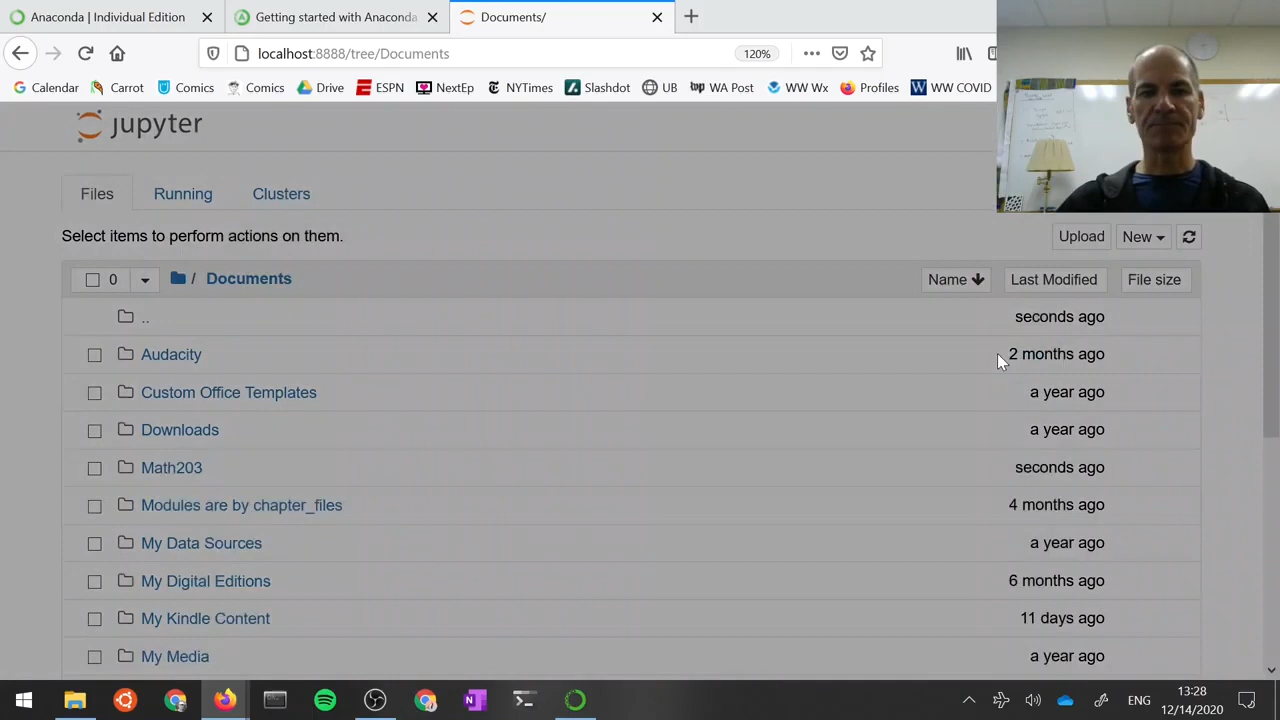 Anaconda | Individual Edition
Getting started with Anaconda
Documents/
localhost:8888/tree/Documents
120%
Calendar
Carrot
Comics
Comics
Drive
ESPN
NextEp
NYTimes
Slashdot
UB
WA Post
WW Wx
Profiles
WW COVID
jupyter
Files
Running
Clusters
Select items to perform actions on them.
Upload
New
0
/ Documents
Name
Last Modified
File size
..
seconds ago
Audacity
2 months ago
Custom Office Templates
a year ago
Downloads
a year ago
Math203
seconds ago
Modules are by chapter_files
4 months ago
My Data Sources
a year ago
My Digital Editions
6 months ago
My Kindle Content
11 days ago
My Media
a year ago
ENG
13:28
12/14/2020